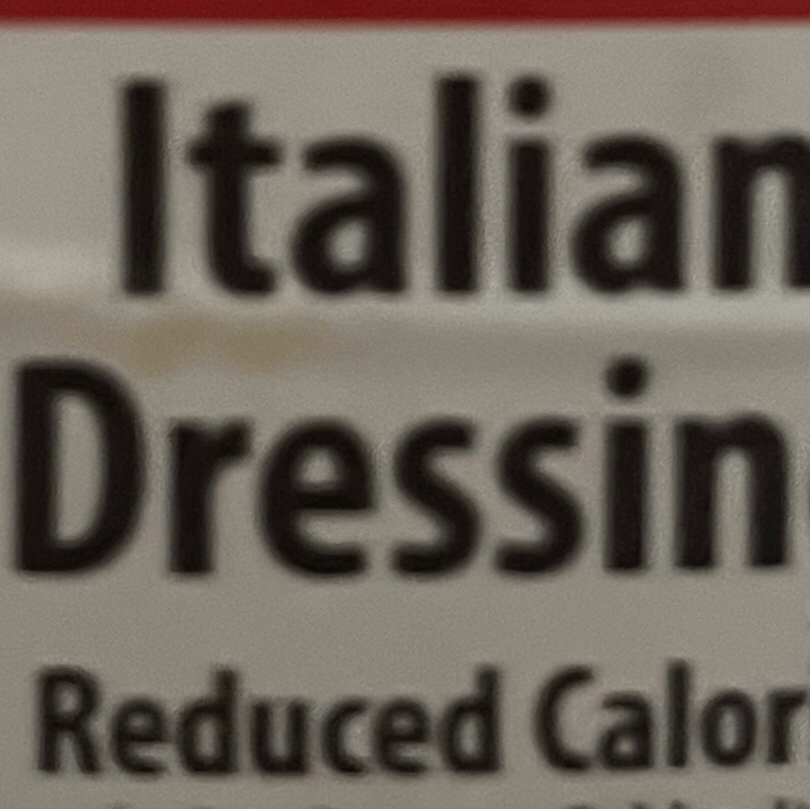 Italian
Dressin
Reduced Calor